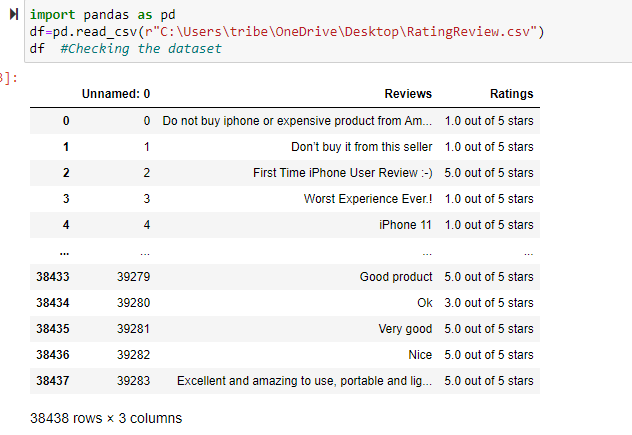 import pandas as pd
df=pd.read_csv(r"C:\Users\tribe\OneDrive\Desktop\RatingReview.csv")
df  #Checking the dataset
]:
Unnamed: 0 Reviews Ratings
0 0 Do not buy iphone or expensive product from Am... 1.0 out of 5 stars
1 1 Don't buy it from this seller 1.0 out of 5 stars
2 2 First Time iPhone User Review :-) 5.0 out of 5 stars
3 3 Worst Experience Ever.! 1.0 out of 5 stars
4 4 iPhone 11 1.0 out of 5 stars
... ... ... ...
38433 39279 Good product 5.0 out of 5 stars
38434 39280 Ok 3.0 out of 5 stars
38435 39281 Very good 5.0 out of 5 stars
38436 39282 Nice 5.0 out of 5 stars
38437 39283 Excellent and amazing to use, portable and lig... 5.0 out of 5 stars
38438 rows × 3 columns